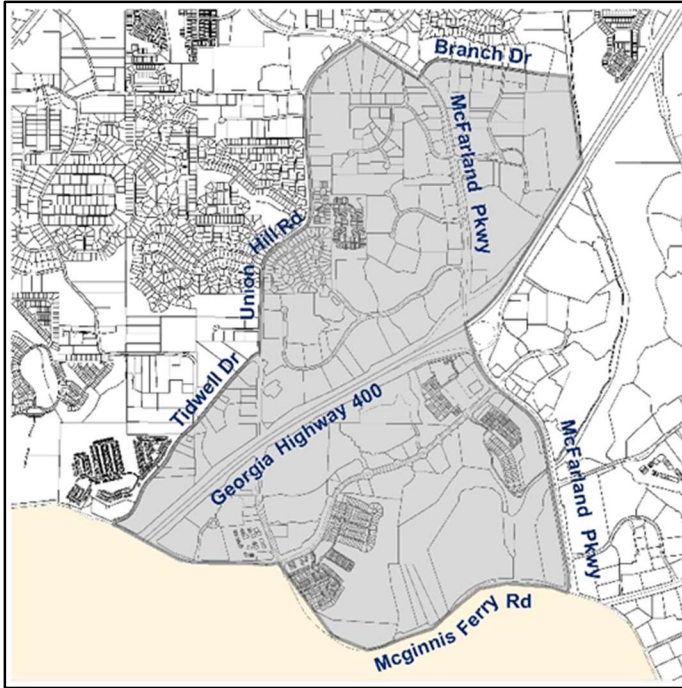 Branch Dr
McFarland Pkwy
Union Hill Rd
Tidwell Dr
Georgia Highway 400
McFarland Pkwy
Mcginnis Ferry Rd